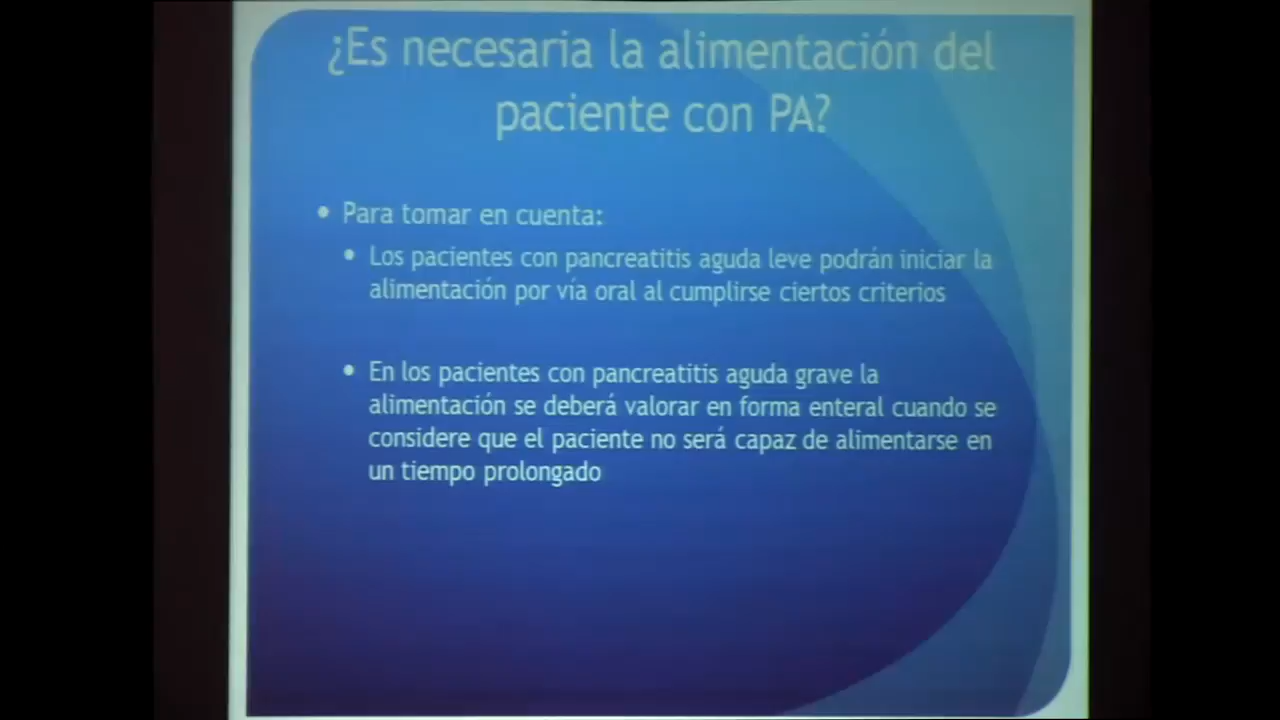 ¿Es necesaria la alimentación del
paciente con PA?
• Para tomar en cuenta:
• Los pacientes con pancreatitis aguda leve podrán iniciar la
alimentación por vía oral al cumplirse ciertos criterios
• En los pacientes con pancreatitis aguda grave la
alimentación se deberá valorar en forma enteral cuando se
considere que el paciente no será capaz de alimentarse en
un tiempo prolongado